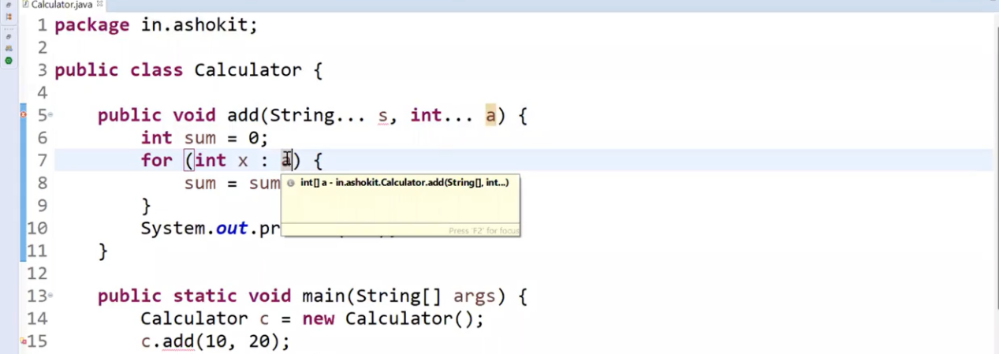 Calculator.java
1 package in.ashokit;
2
3 public class Calculator {
4
5 public void add(String... s, int... a) {
6 int sum = 0;
7 for (int x : a) {
8 sum = sum
int[] a - in.ashokit.Calculator.add(String[], int...)
9 }
10 System.out.pr
Press 'F2' for focus
11 }
12
13 public static void main(String[] args) {
14 Calculator c = new Calculator();
15 c.add(10, 20);